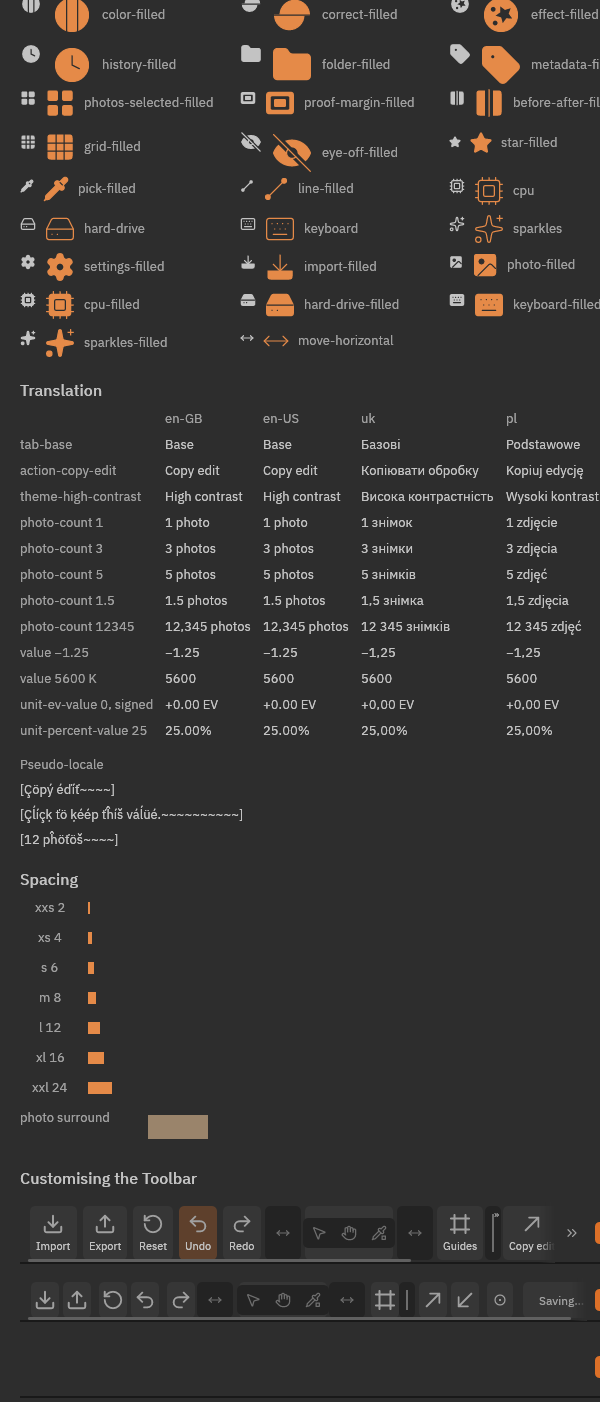 color-filled correct-filled effect-filled
history-filled folder-filled metadata-fi
photos-selected-filled proof-margin-filled before-after-fi
grid-filled eye-off-filled star-filled
pick-filled line-filled cpu
hard-drive keyboard sparkles
settings-filled import-filled photo-filled
cpu-filled hard-drive-filled keyboard-filled
sparkles-filled move-horizontal
Translation
en-GB en-US uk pl
tab-base Base Base Базові Podstawowe
action-copy-edit Copy edit Copy edit Копіювати обробку Kopiuj edycję
theme-high-contrast High contrast High contrast Висока контрастність Wysoki kontrast
photo-count 1 1 photo 1 photo 1 знімок 1 zdjęcie
photo-count 3 3 photos 3 photos 3 знімки 3 zdjęcia
photo-count 5 5 photos 5 photos 5 знімків 5 zdjęć
photo-count 1.5 1.5 photos 1.5 photos 1,5 знімка 1,5 zdjęcia
photo-count 12345 12,345 photos 12,345 photos 12 345 знімків 12 345 zdjęć
value −1.25 −1.25 −1.25 −1,25 −1,25
value 5600 K 5600 5600 5600 5600
unit-ev-value 0, signed +0.00 EV +0.00 EV +0,00 EV +0,00 EV
unit-percent-value 25 25.00% 25.00% 25,00% 25,00%
Pseudo-locale
[Çöpý éđíť~~~~]
[Çĺíçķ ťö ķéép ťĥíš váĺüé.~~~~~~~~~~]
[12 pĥöťöš~~~~]
Spacing
xxs 2
xs 4
s 6
m 8
l 12
xl 16
xxl 24
photo surround
Customising the Toolbar
Import Export Reset Undo Redo Guides Copy edit
Saving…